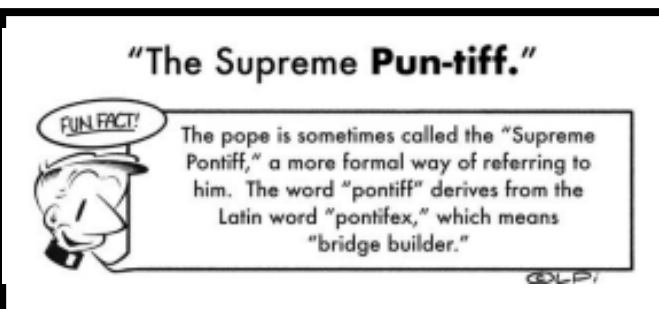 "The Supreme Pun-tiff."
FUN FACT!
The pope is sometimes called the "Supreme
Pontiff," a more formal way of referring to
him. The word "pontiff" derives from the
Latin word "pontifex," which means
"bridge builder."
©LPi